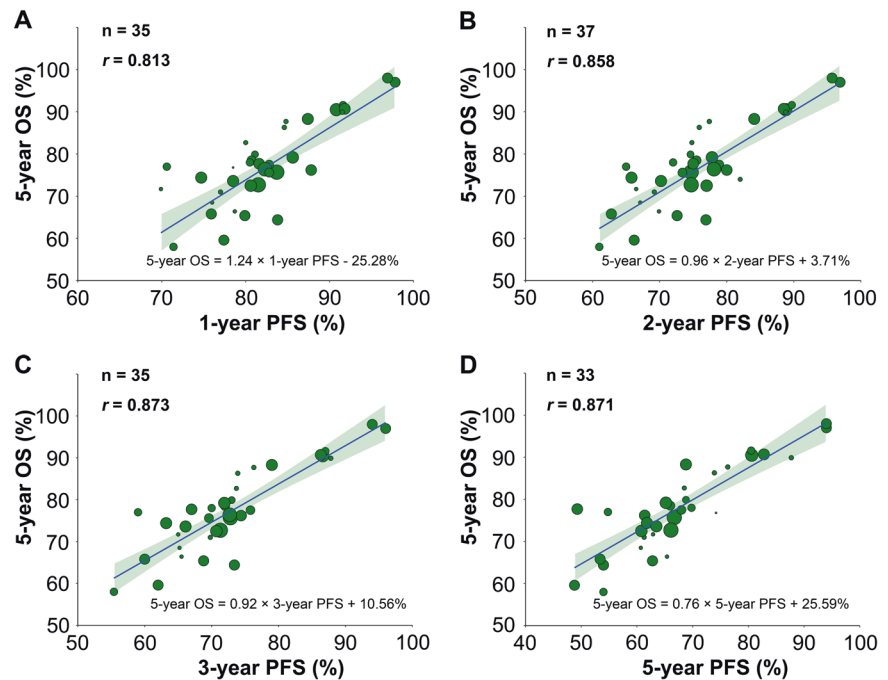 A
n = 35
r = 0.813
5-year OS (%)
100
90
80
70
60
50
60
70
80
90
100
5-year OS = 1.24 × 1-year PFS - 25.28%
1-year PFS (%)
B
n = 37
r = 0.858
5-year OS (%)
100
90
80
70
60
50
50
60
70
80
90
100
5-year OS = 0.96 × 2-year PFS + 3.71%
2-year PFS (%)
C
n = 35
r = 0.873
5-year OS (%)
100
90
80
70
60
50
50
60
70
80
90
100
5-year OS = 0.92 × 3-year PFS + 10.56%
3-year PFS (%)
D
n = 33
r = 0.871
5-year OS (%)
100
90
80
70
60
50
40
50
60
70
80
90
100
5-year OS = 0.76 × 5-year PFS + 25.59%
5-year PFS (%)